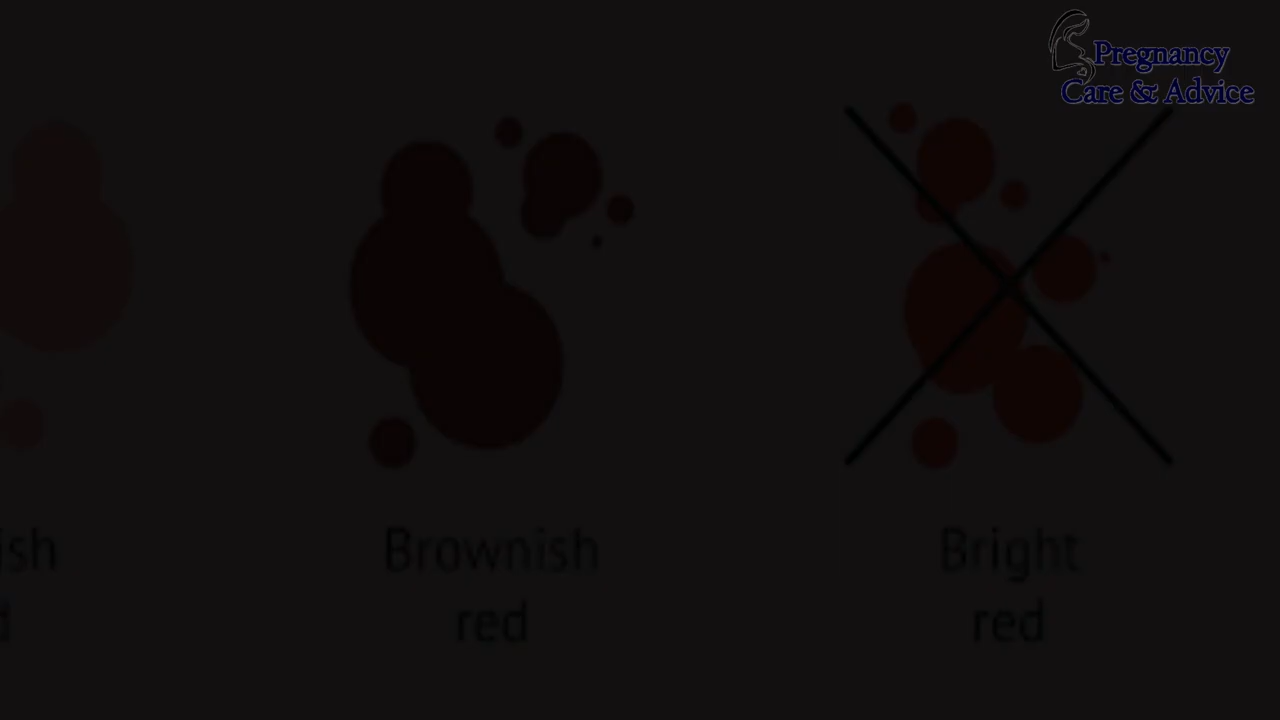 Pregnancy
Care & Advice
Brownish
red
Bright
red